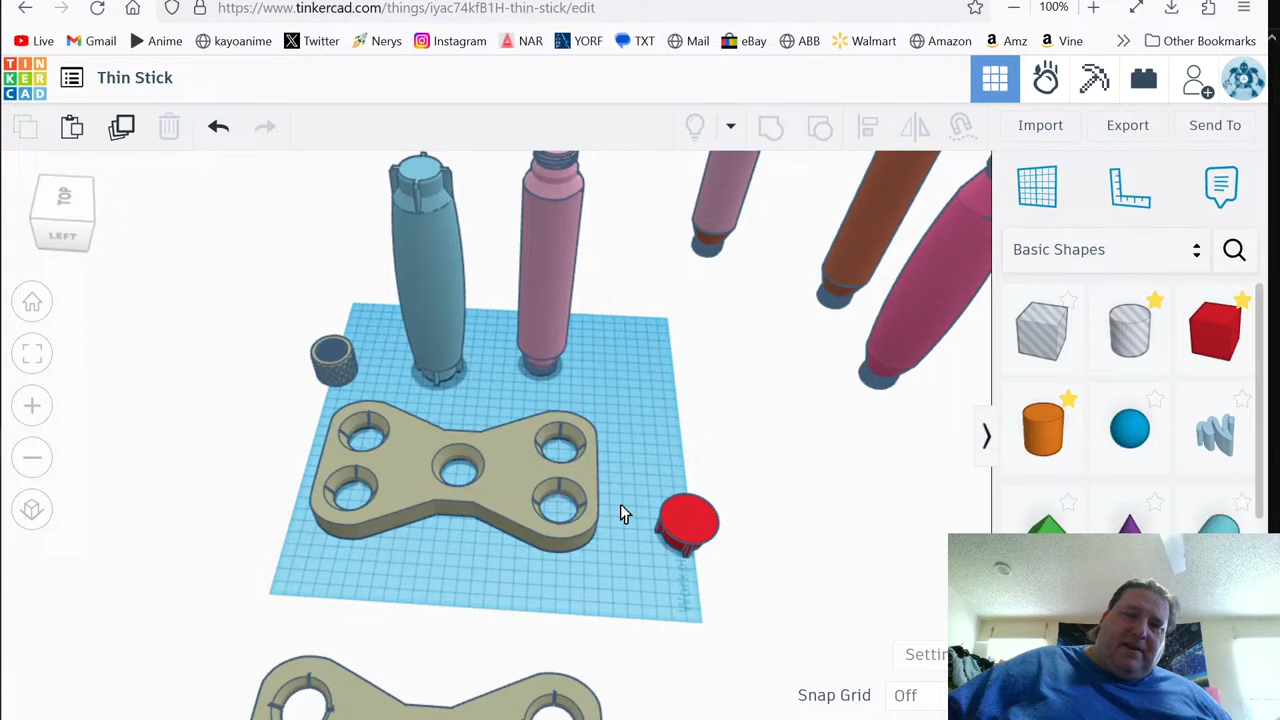 https://www.tinkercad.com/things/iyac74kfB1H-thin-stick/edit
100%
Live
Gmail
Anime
kayoanime
Twitter
Nerys
Instagram
NAR
YORF
TXT
Mail
eBay
ABB
Walmart
Amazon
Amz
Vine
Other Bookmarks
TIN
KER
CAD
Thin Stick
Import
Export
Send To
TOP
LEFT
Basic Shapes
Settin
Snap Grid
Off